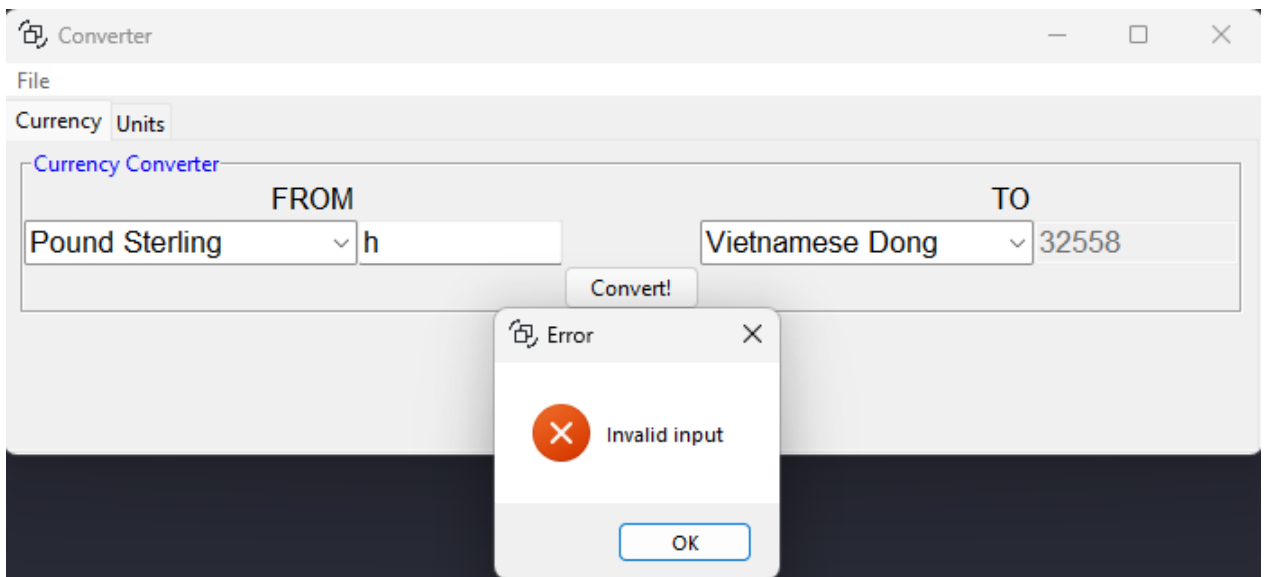 Converter
File
Currency Units
Currency Converter
FROM TO
Pound Sterling h Vietnamese Dong 32558
Convert!
Error
Invalid input
OK